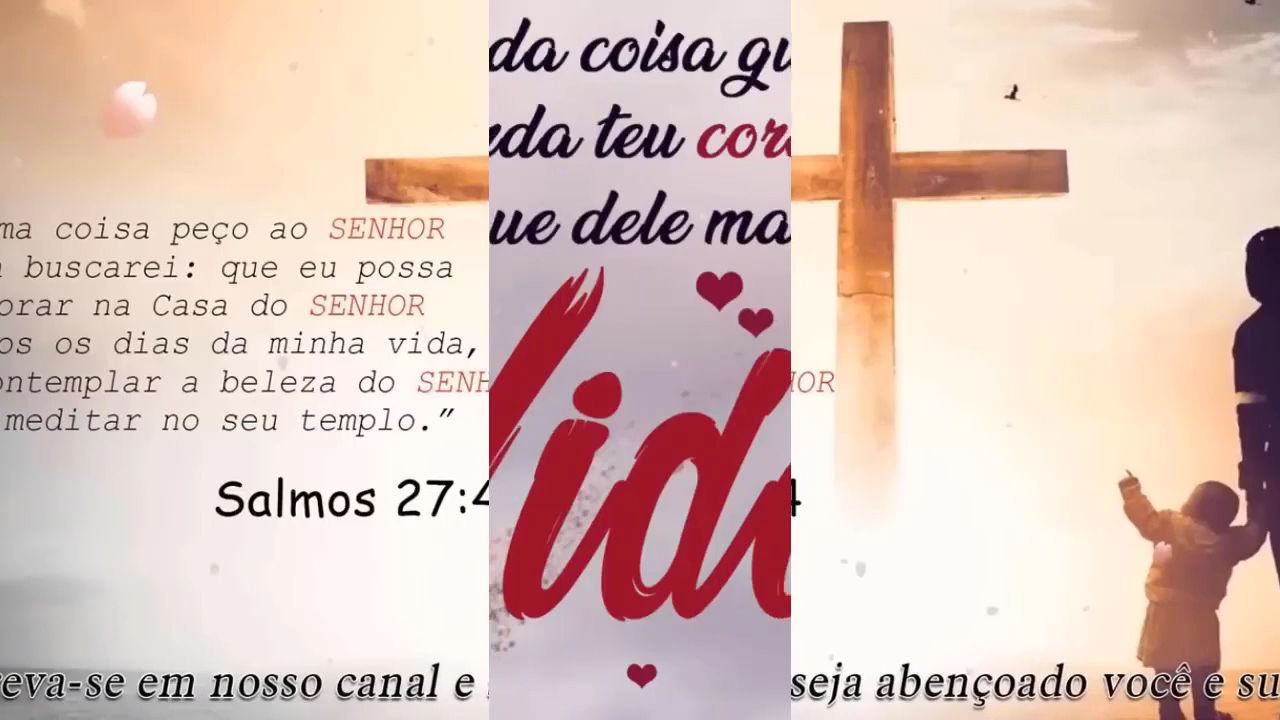 ma coisa peço ao SENHOR
buscarei: que eu possa
orar na Casa do SENHOR
os os dias da minha vida,
ontemplar a beleza do SENH
meditar no seu templo.”
Salmos 27:4
da coisa gu
da teu cor
ue dele ma
Vida
HOR
4
eva-se em nosso canal e
seja abençoado você e su